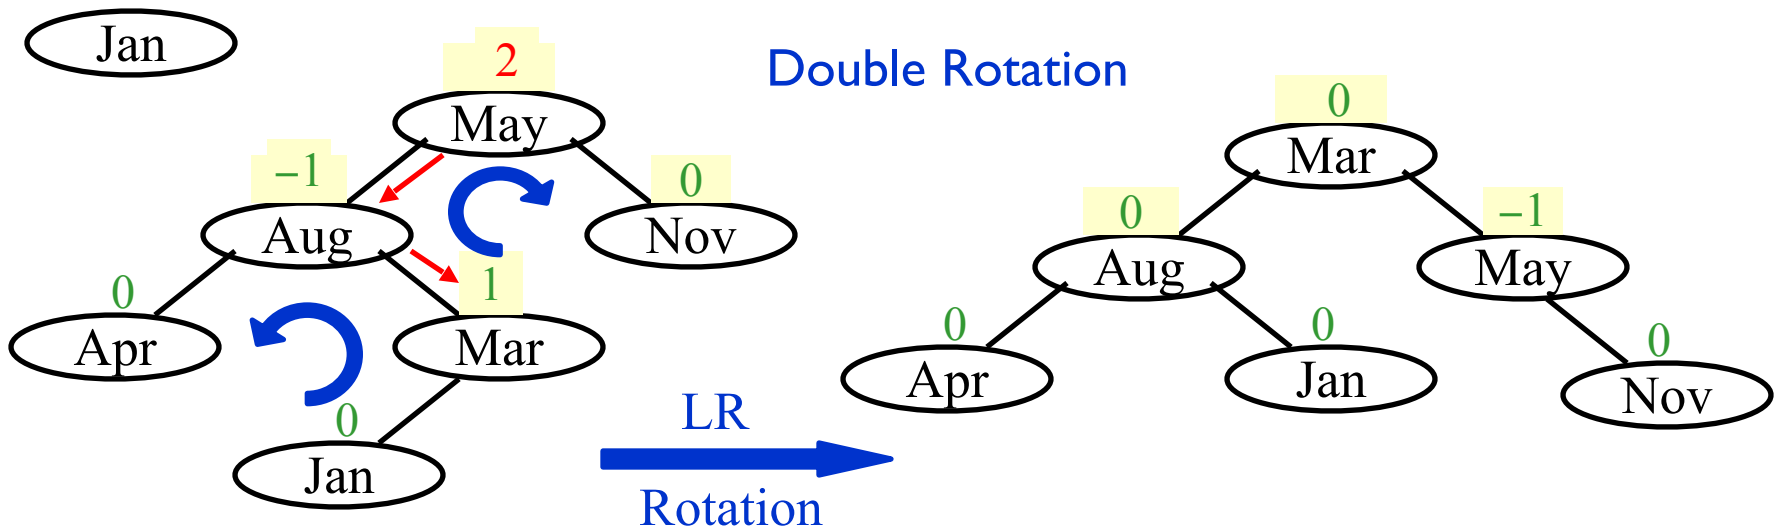 Jan
2
May
Double Rotation
−1
Aug
0
Nov
0
Apr
1
Mar
0
Jan
LR
Rotation
0
Mar
0
Aug
−1
May
0
Apr
0
Jan
0
Nov